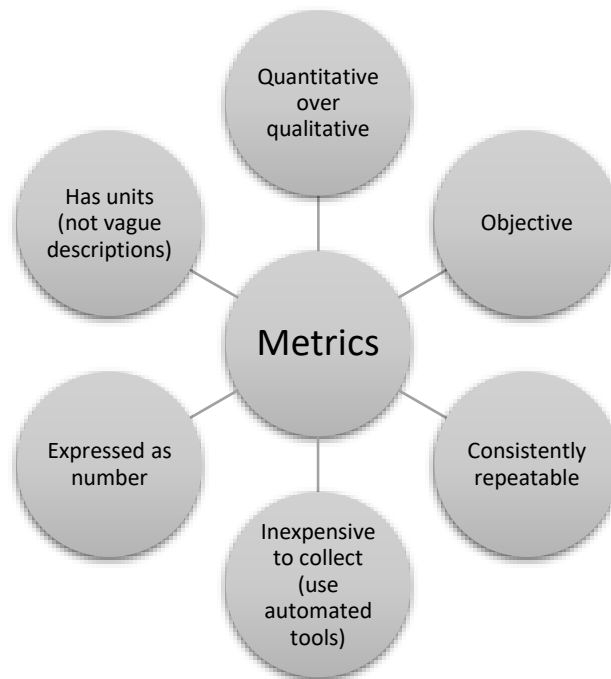 Quantitative
over
qualitative
Has units
(not vague
descriptions)
Objective
Metrics
Expressed as
number
Consistently
repeatable
Inexpensive
to collect
(use
automated
tools)